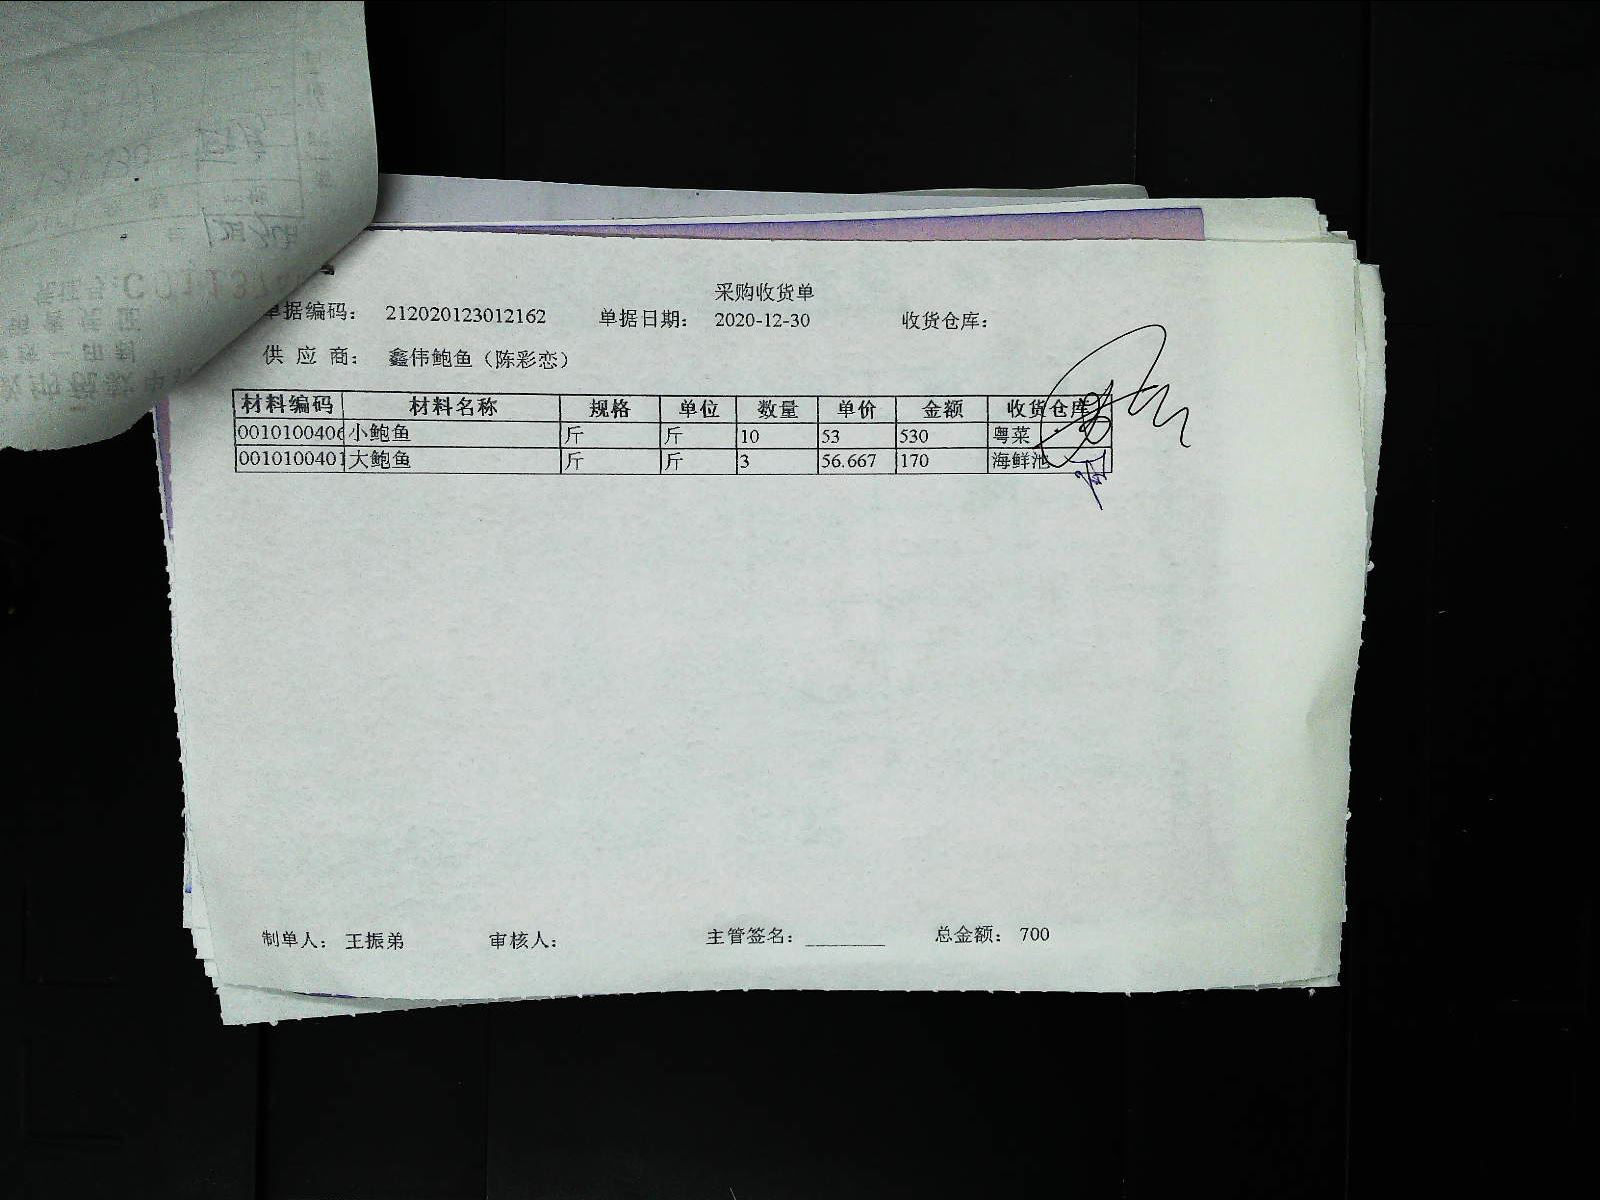 采购收货单
单据编码： 212020123012162 单据日期： 2020-12-30 收货仓库：
供 应 商： 鑫伟鲍鱼（陈彩恋）
材料编码 材料名称 规格 单位 数量 单价 金额 收货仓库
0010100406 小鲍鱼 斤 斤 10 53 530 粤菜
0010100401 大鲍鱼 斤 斤 3 56.667 170 海鲜池
制单人： 王振弟 审核人： 主管签名： ________ 总金额： 700